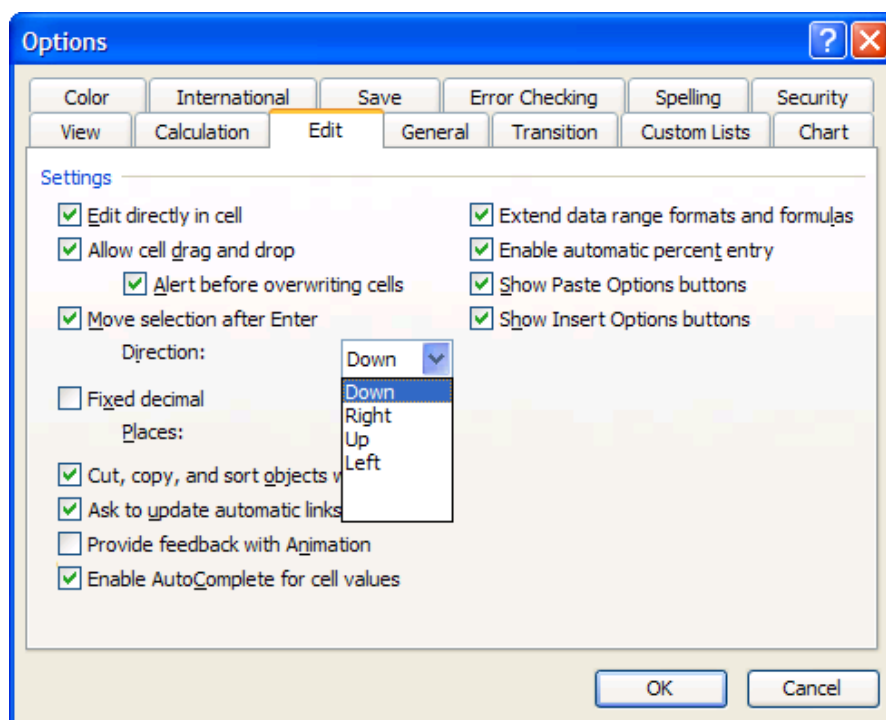 Options
Color International Save Error Checking Spelling Security
View Calculation Edit General Transition Custom Lists Chart
Settings
Edit directly in cell
Allow cell drag and drop
Alert before overwriting cells
Move selection after Enter
Direction: Down
Down
Right
Up
Left
Fixed decimal
Places:
Cut, copy, and sort objects
Ask to update automatic links
Provide feedback with Animation
Enable AutoComplete for cell values
Extend data range formats and formulas
Enable automatic percent entry
Show Paste Options buttons
Show Insert Options buttons
OK Cancel